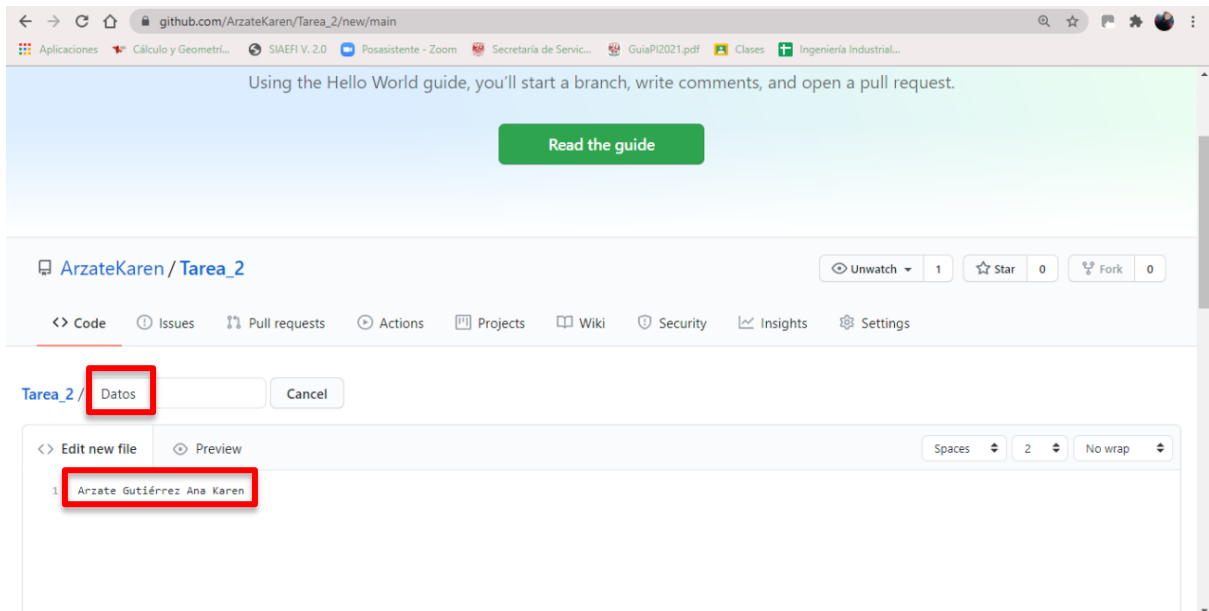 github.com/ArzateKaren/Tarea_2/new/main
Aplicaciones Cálculo y Geometrí... SIAEFI V. 2.0 Posasistente - Zoom Secretaría de Servic... GuiaPI2021.pdf Clases Ingeniería Industrial...
Using the Hello World guide, you’ll start a branch, write comments, and open a pull request.
Read the guide
ArzateKaren / Tarea_2
Unwatch 1 Star 0 Fork 0
<> Code Issues Pull requests Actions Projects Wiki Security Insights Settings
Tarea_2 / Datos Cancel
<> Edit new file Preview Spaces 2 No wrap
1 Arzate Gutiérrez Ana Karen